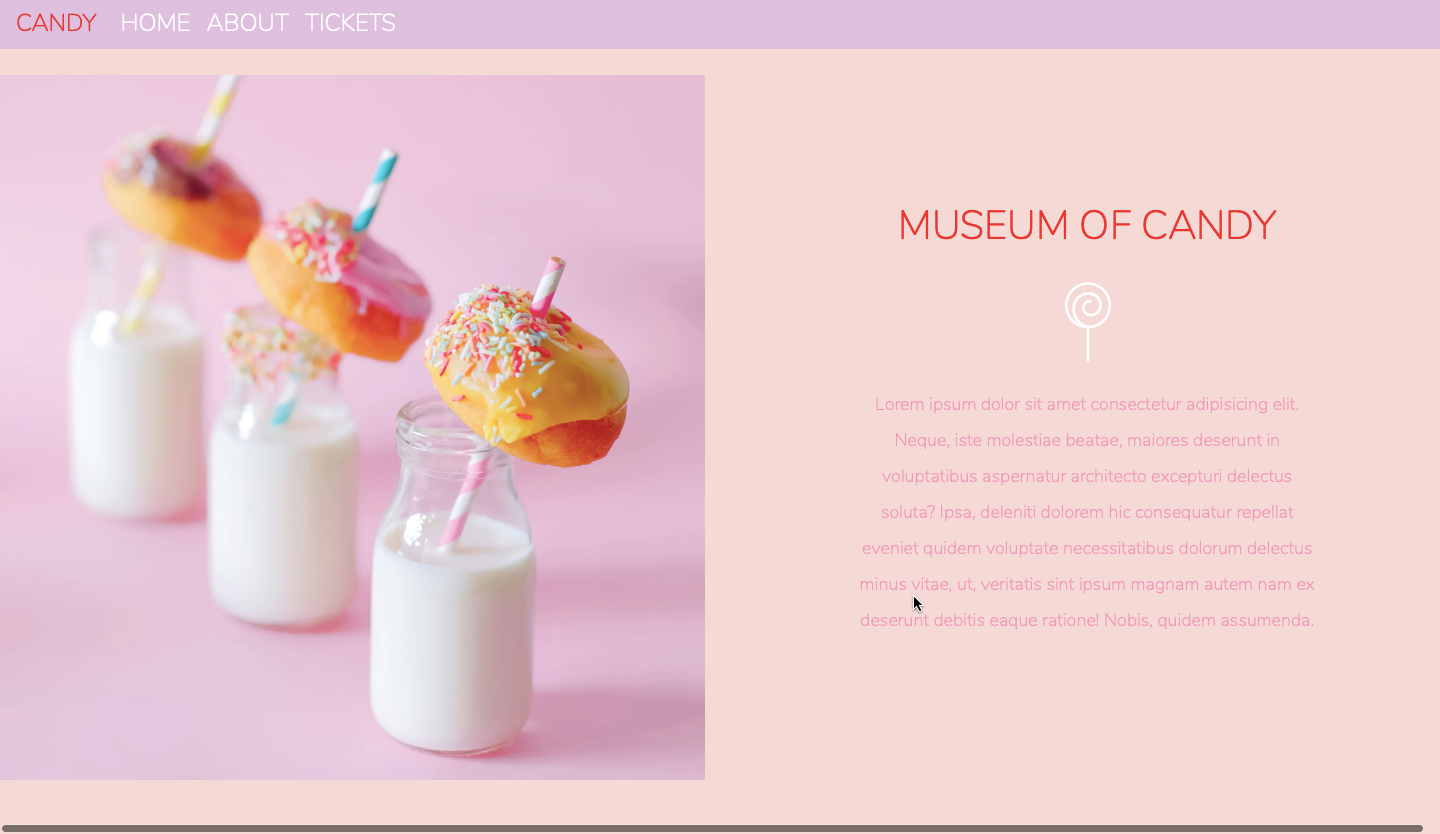 CANDY HOME ABOUT TICKETS
MUSEUM OF CANDY
Lorem ipsum dolor sit amet consectetur adipisicing elit.
Neque, iste molestiae beatae, maiores deserunt in
voluptatibus aspernatur architecto excepturi delectus
soluta? Ipsa, deleniti dolorem hic consequatur repellat
eveniet quidem voluptate necessitatibus dolorum delectus
minus vitae, ut, veritatis sint ipsum magnam autem nam ex
deserunt debitis eaque ratione! Nobis, quidem assumenda.